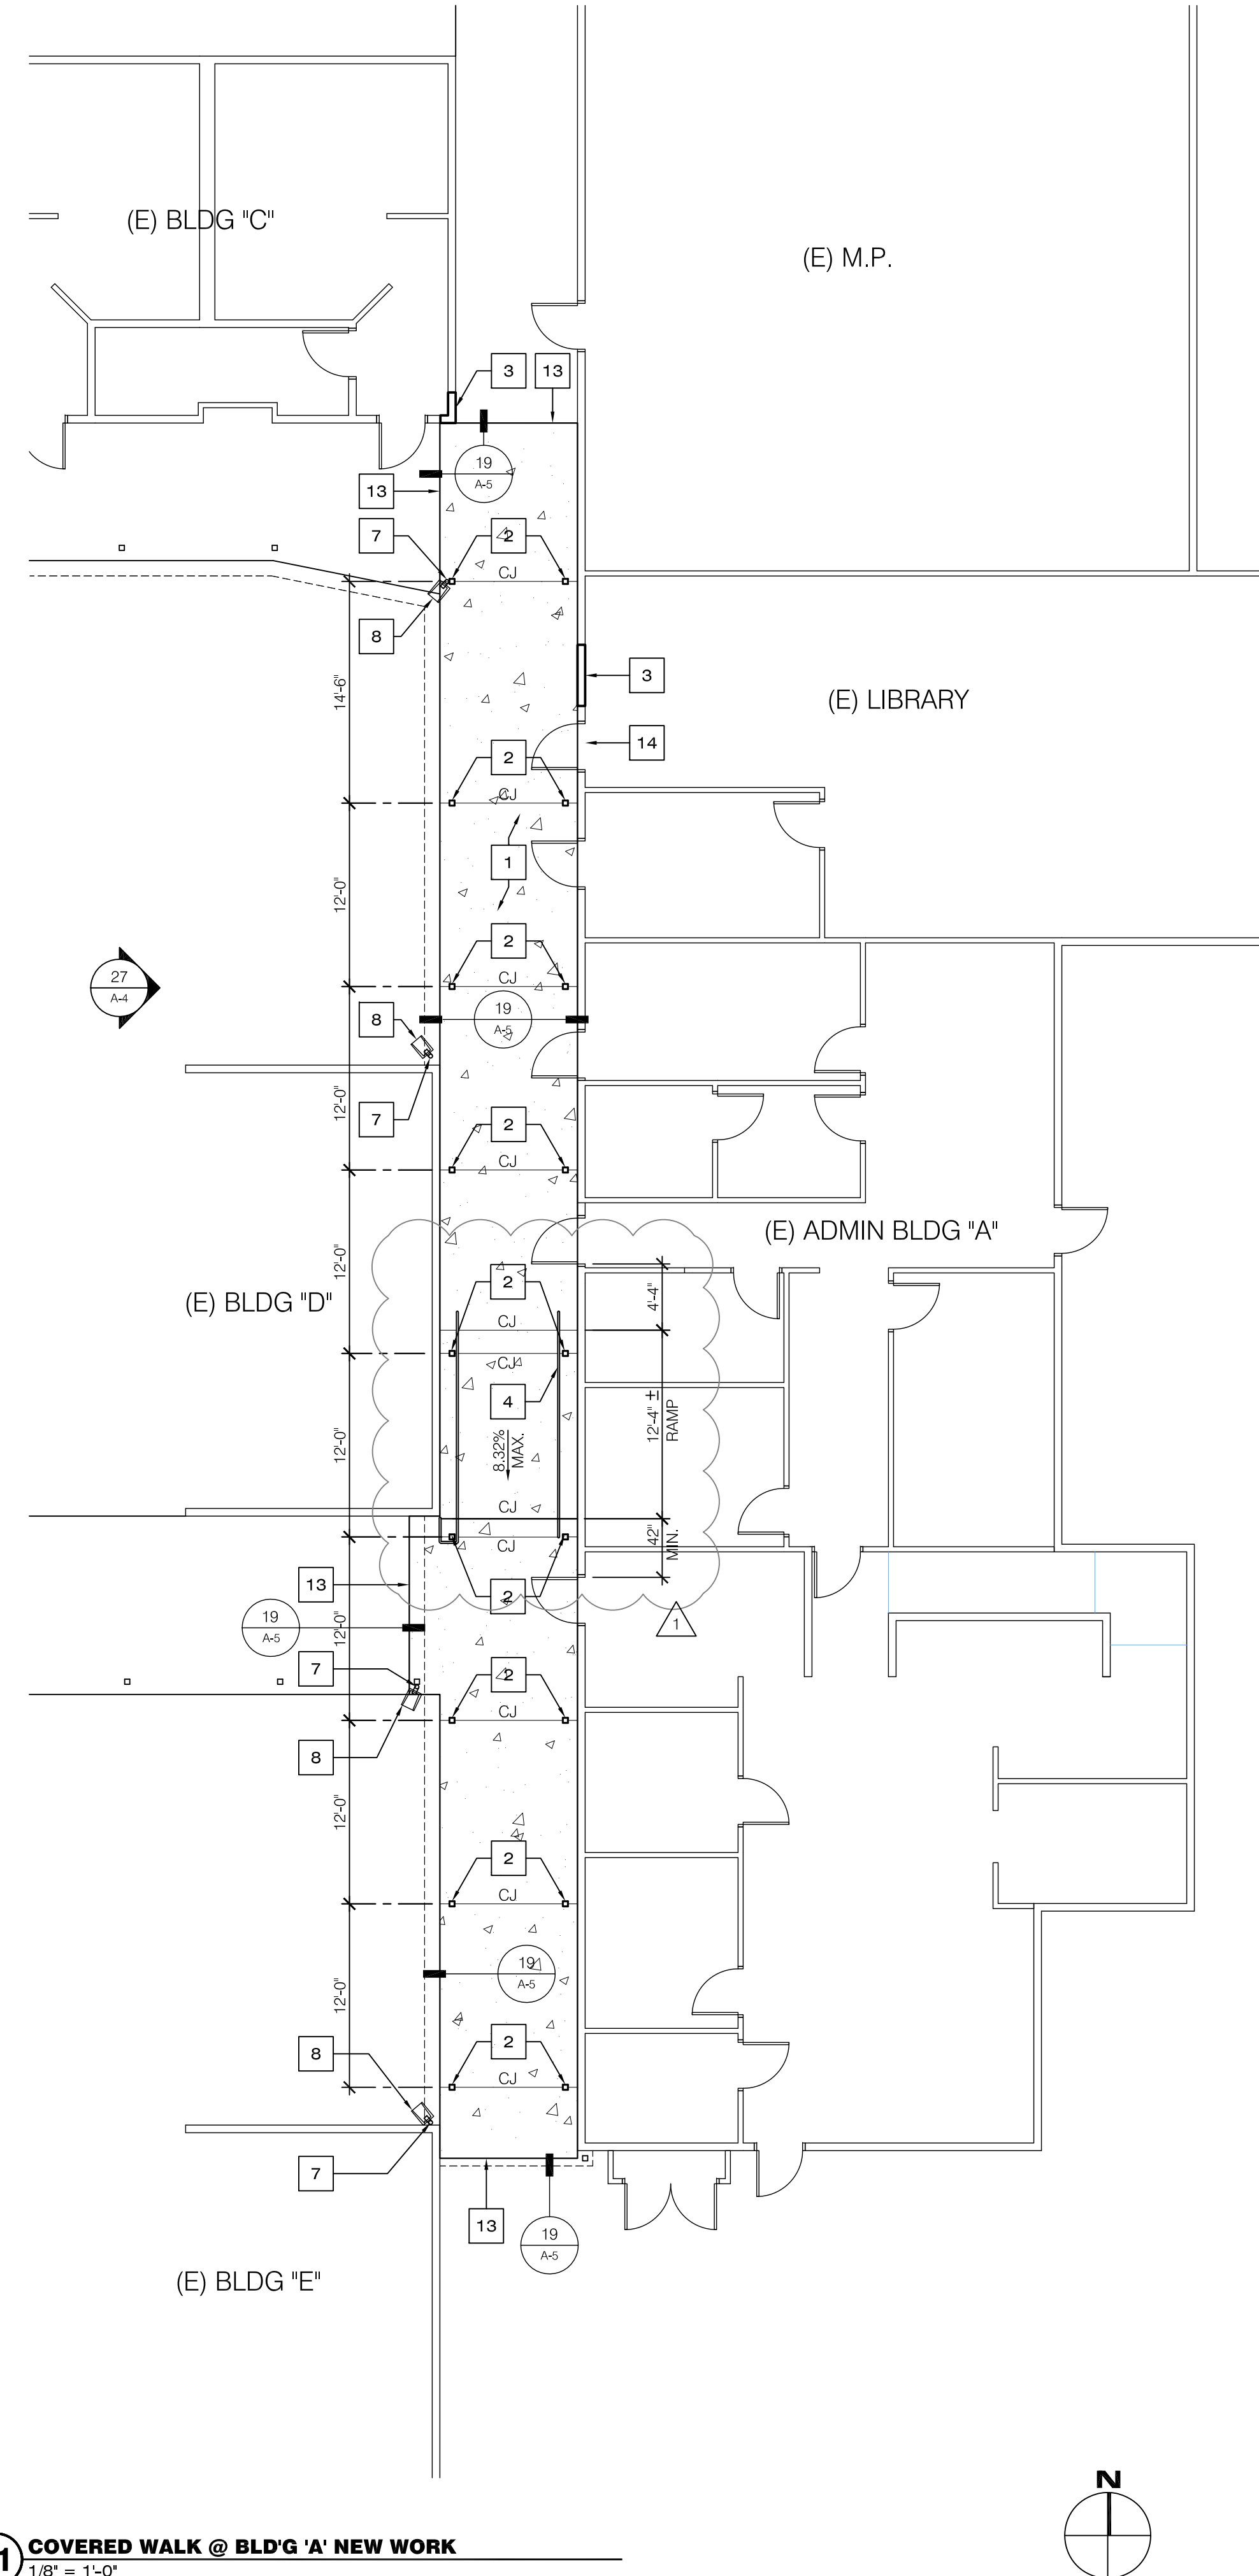 (E) BLDG "C"
(E) M.P.
3
13
19
A-5
13
7
2
CJ
8
14'-6"
3
(E) LIBRARY
14
2
CJ
1
12'-0"
2
CJ
27
A-4
19
A-5
8
7
12'-0"
2
CJ
(E) ADMIN BLDG "A"
12'-0"
2
4'-4"
(E) BLDG "D"
CJ
CJ
4
12'-4" ±
RAMP
8.32%
MAX.
12'-0"
CJ
CJ
42"
MIN.
13
2
19
A-5
12'-0"
1
7
2
CJ
8
12'-0"
2
CJ
19
A-5
12'-0"
8
2
CJ
7
13
19
A-5
(E) BLDG "E"
N
1
COVERED WALK @ BLD'G 'A' NEW WORK
1/8" = 1'-0"